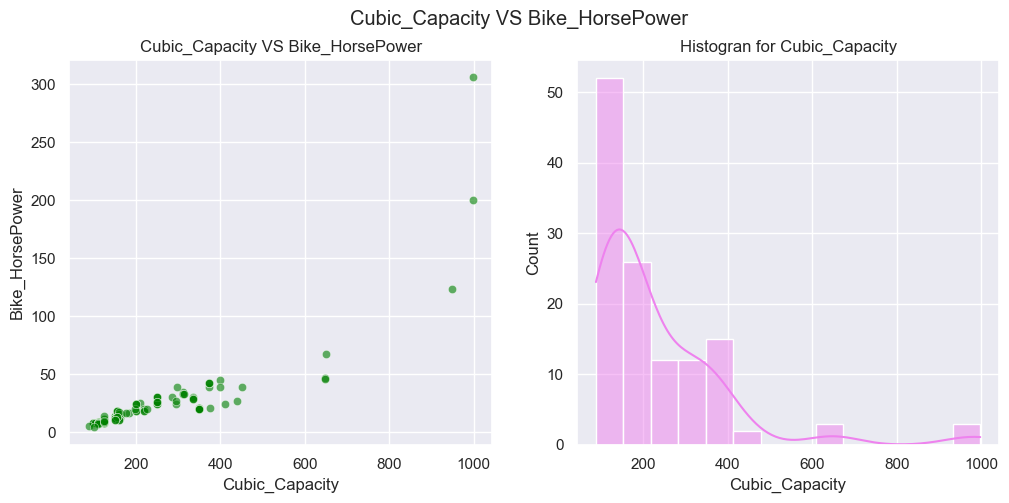 Cubic_Capacity VS Bike_HorsePower
Cubic_Capacity VS Bike_HorsePower
300
250
200
150
100
50
0
Bike_HorsePower
200 400 600 800 1000
Cubic_Capacity
Histogran for Cubic_Capacity
50
40
30
20
10
0
Count
200 400 600 800 1000
Cubic_Capacity